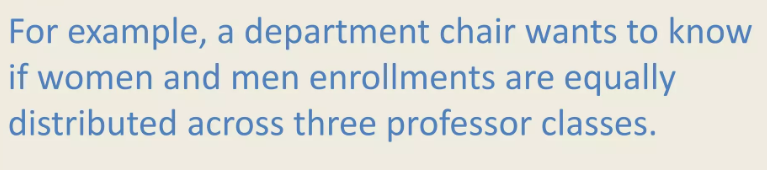 For example, a department chair wants to know
if women and men enrollments are equally
distributed across three professor classes.